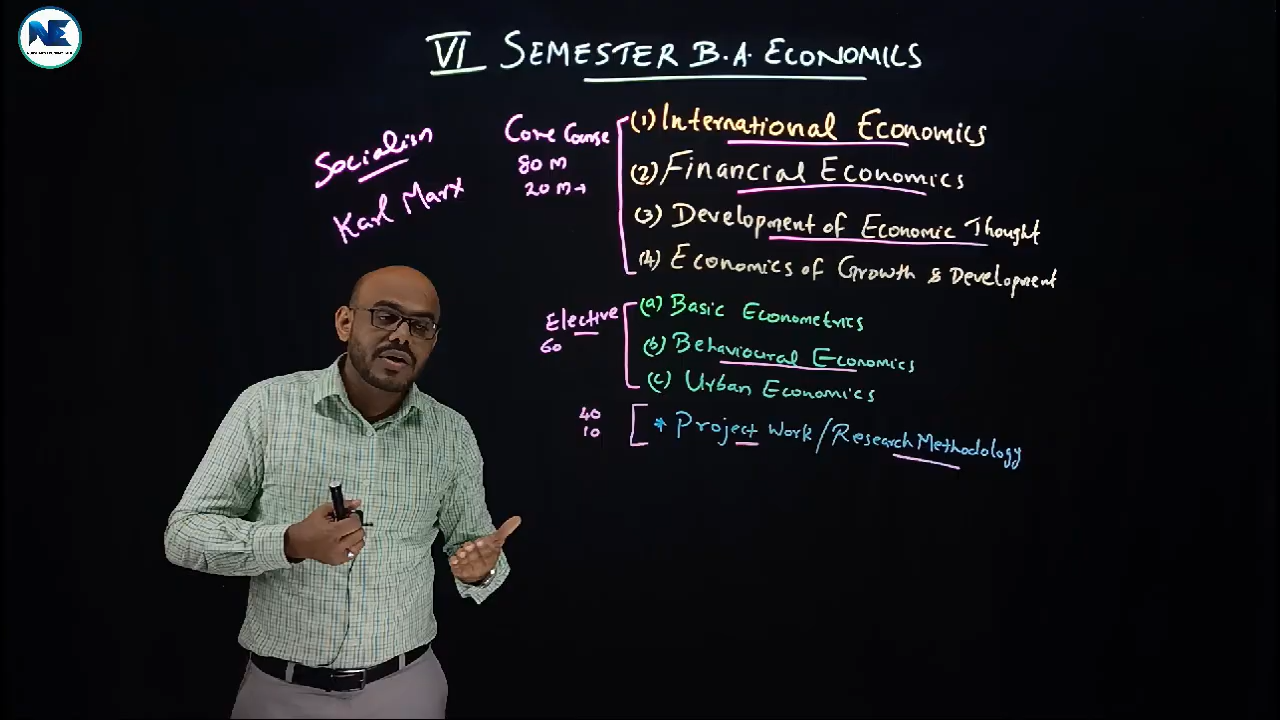 NE
VI SEMESTER B.A. ECONOMICS
Socialism
Karl Marx
Core Course
80 M
20 M →
(1) International Economics
(2) Financial Economics
(3) Development of Economic Thought
(4) Economics of Growth & Development
Elective
60
(a) Basic Econometrics
(b) Behavioural Economics
(c) Urban Economics
40
10
* Project Work / Research Methodology